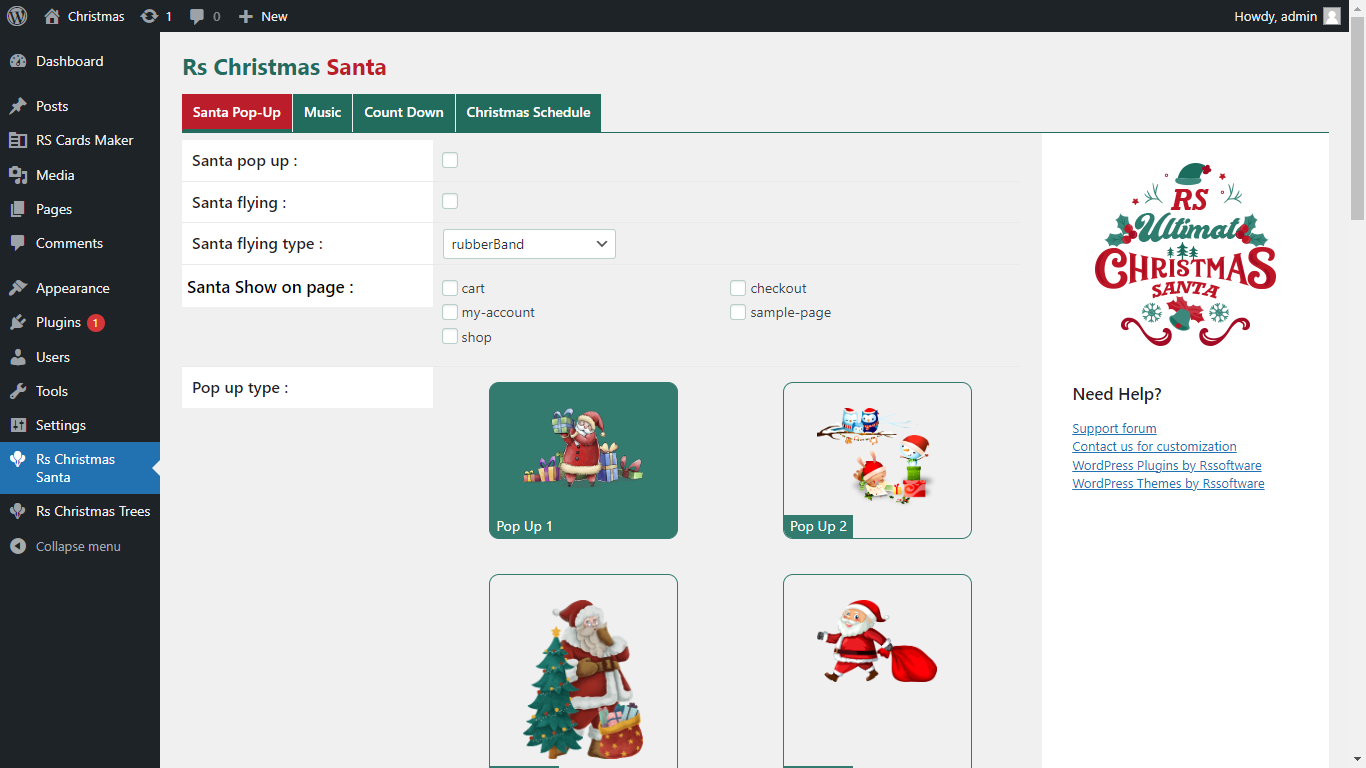 Christmas 1 0 New Howdy, admin
Dashboard
Posts
RS Cards Maker
Media
Pages
Comments
Appearance
Plugins 1
Users
Tools
Settings
Rs Christmas
Santa
Rs Christmas Trees
Collapse menu
Rs Christmas Santa
Santa Pop-Up Music Count Down Christmas Schedule
Santa pop up :
Santa flying :
Santa flying type : rubberBand
Santa Show on page : cart checkout
my-account sample-page
shop
Pop up type :
Pop Up 1 Pop Up 2
RS
Ultimate
CHRISTMAS
SANTA
Need Help?
Support forum
Contact us for customization
WordPress Plugins by Rssoftware
WordPress Themes by Rssoftware